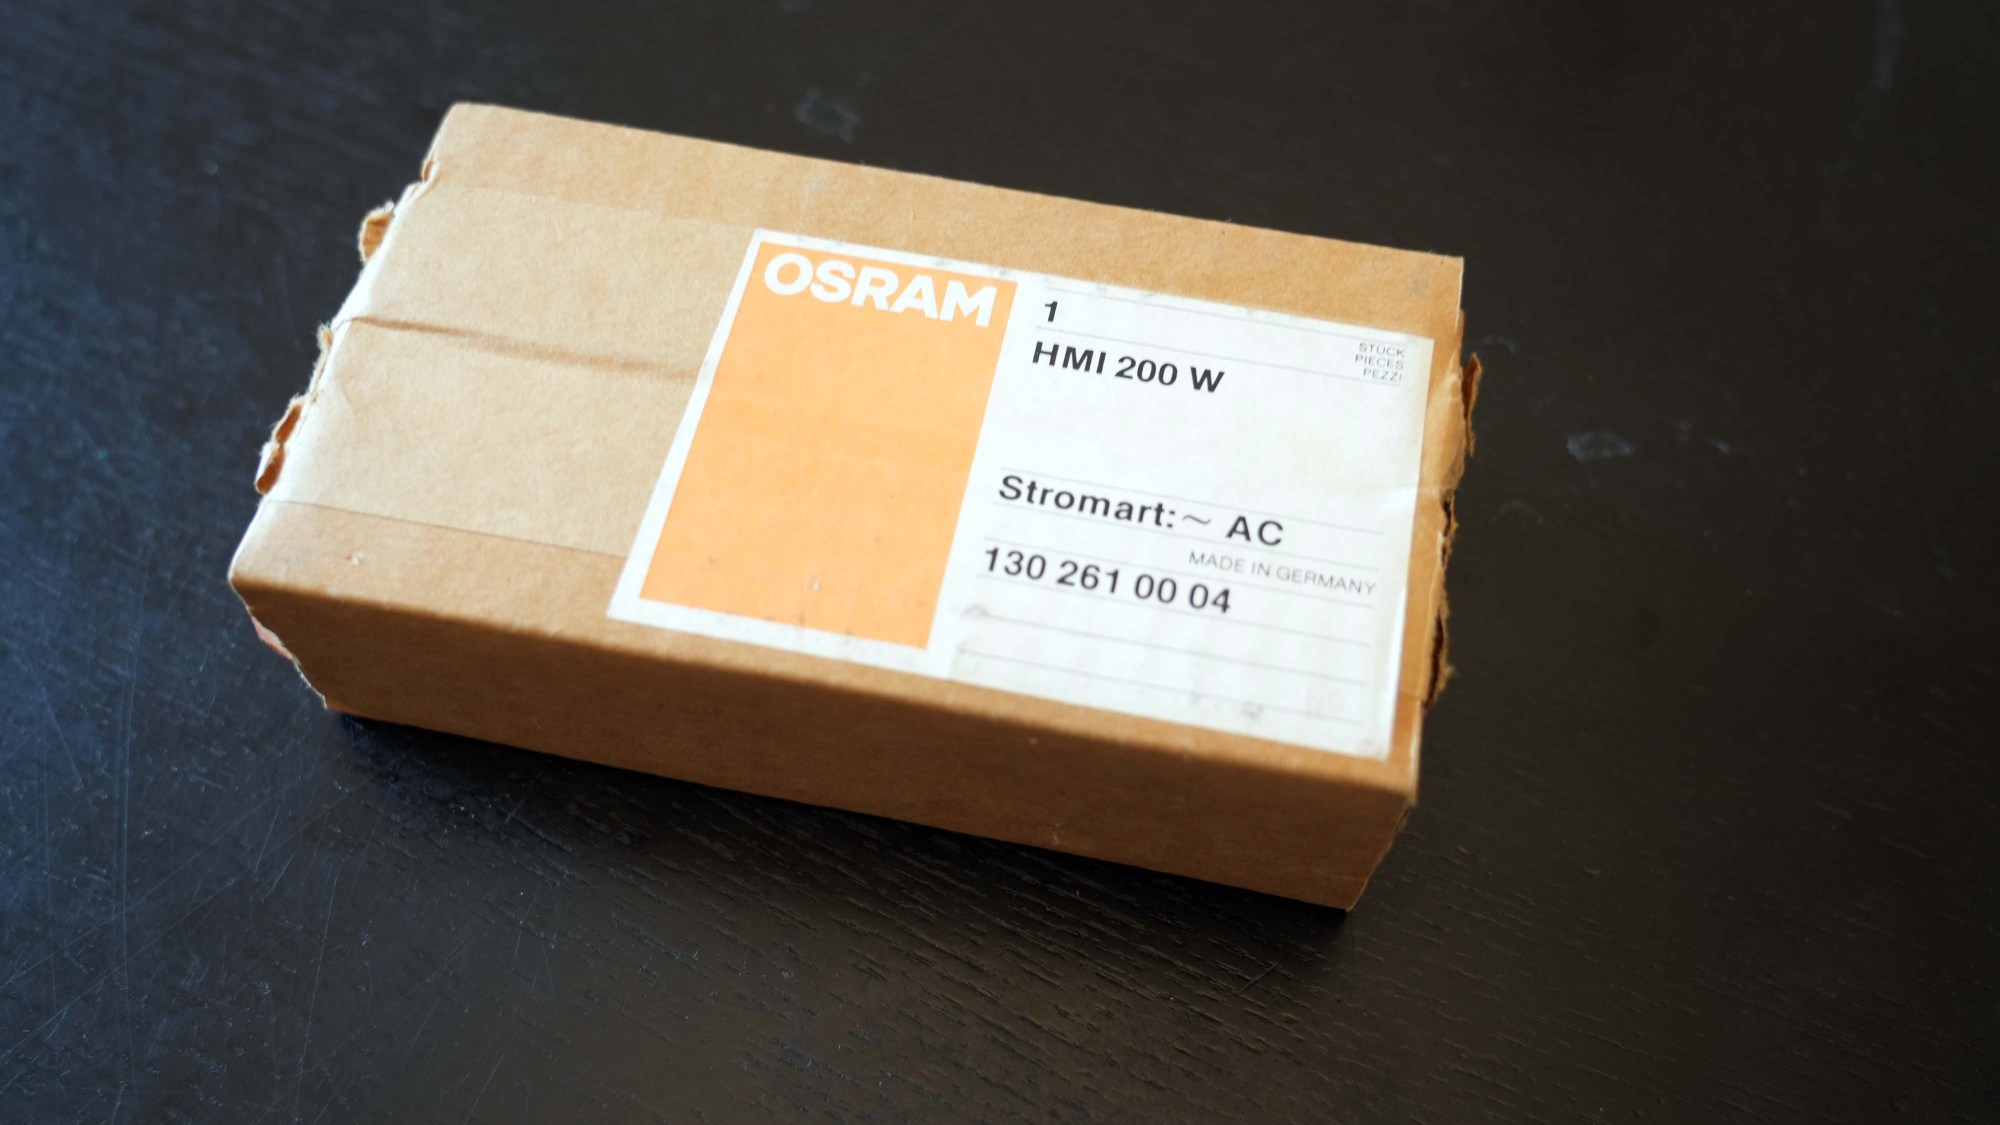 OSRAM
1
STÜCK
PIECES
PEZZI
HMI 200 W
Stromart: ~ AC
MADE IN GERMANY
130 261 00 04